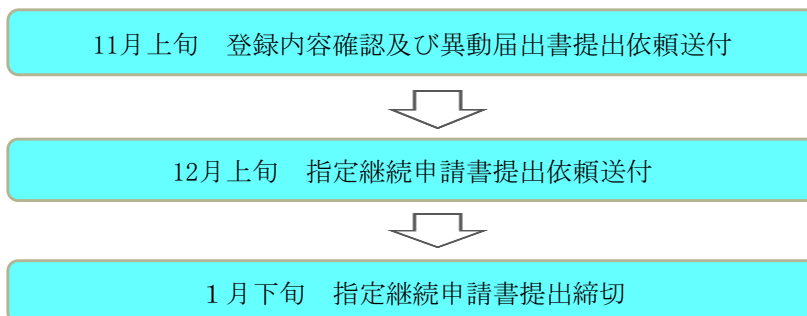 11月上旬　登録内容確認及び異動届出書提出依頼送付
12月上旬　指定継続申請書提出依頼送付
１月下旬　指定継続申請書提出締切